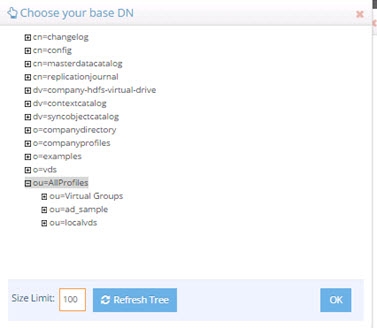 Choose your base DN
cn=changelog
cn=config
cn=masterdatacatalog
cn=replicationjournal
dv=company-hdfs-virtual-drive
dv=contextcatalog
dv=syncobjectcatalog
o=companydirectory
o=companyprofiles
o=examples
o=vds
ou=AllProfiles
ou=Virtual Groups
ou=ad_sample
ou=localvds
Size Limit: 100 Refresh Tree OK